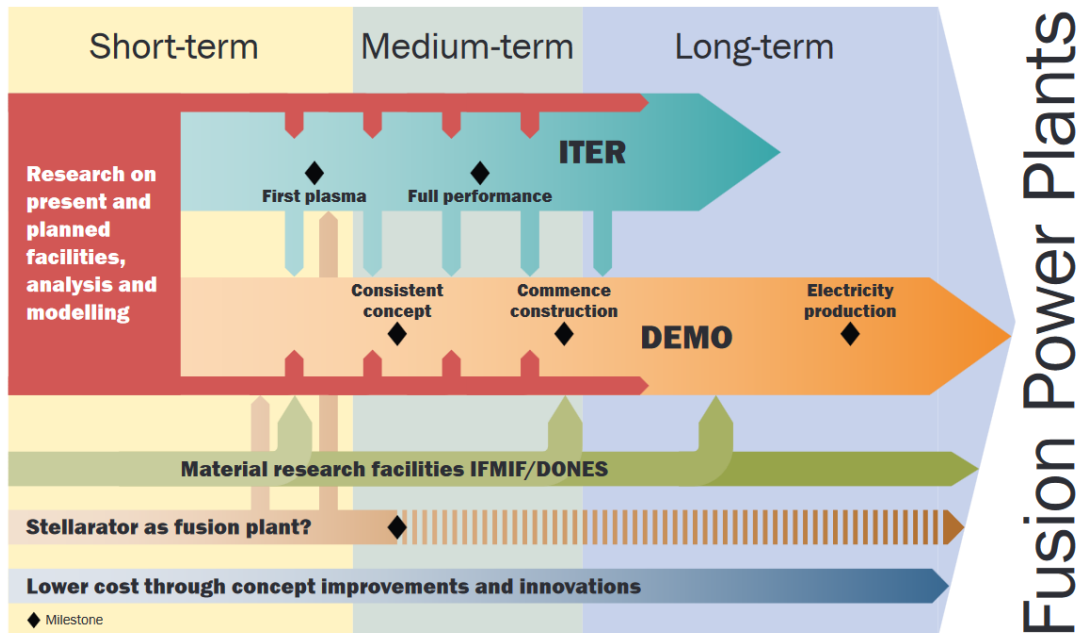 Short-term
Medium-term
Long-term
Research on
present and
planned
facilities,
analysis and
modelling
ITER
First plasma
Full performance
Consistent
concept
Commence
construction
Electricity
production
DEMO
Material research facilities IFMIF/DONES
Stellarator as fusion plant?
Lower cost through concept improvements and innovations
Milestone
Fusion Power Plants